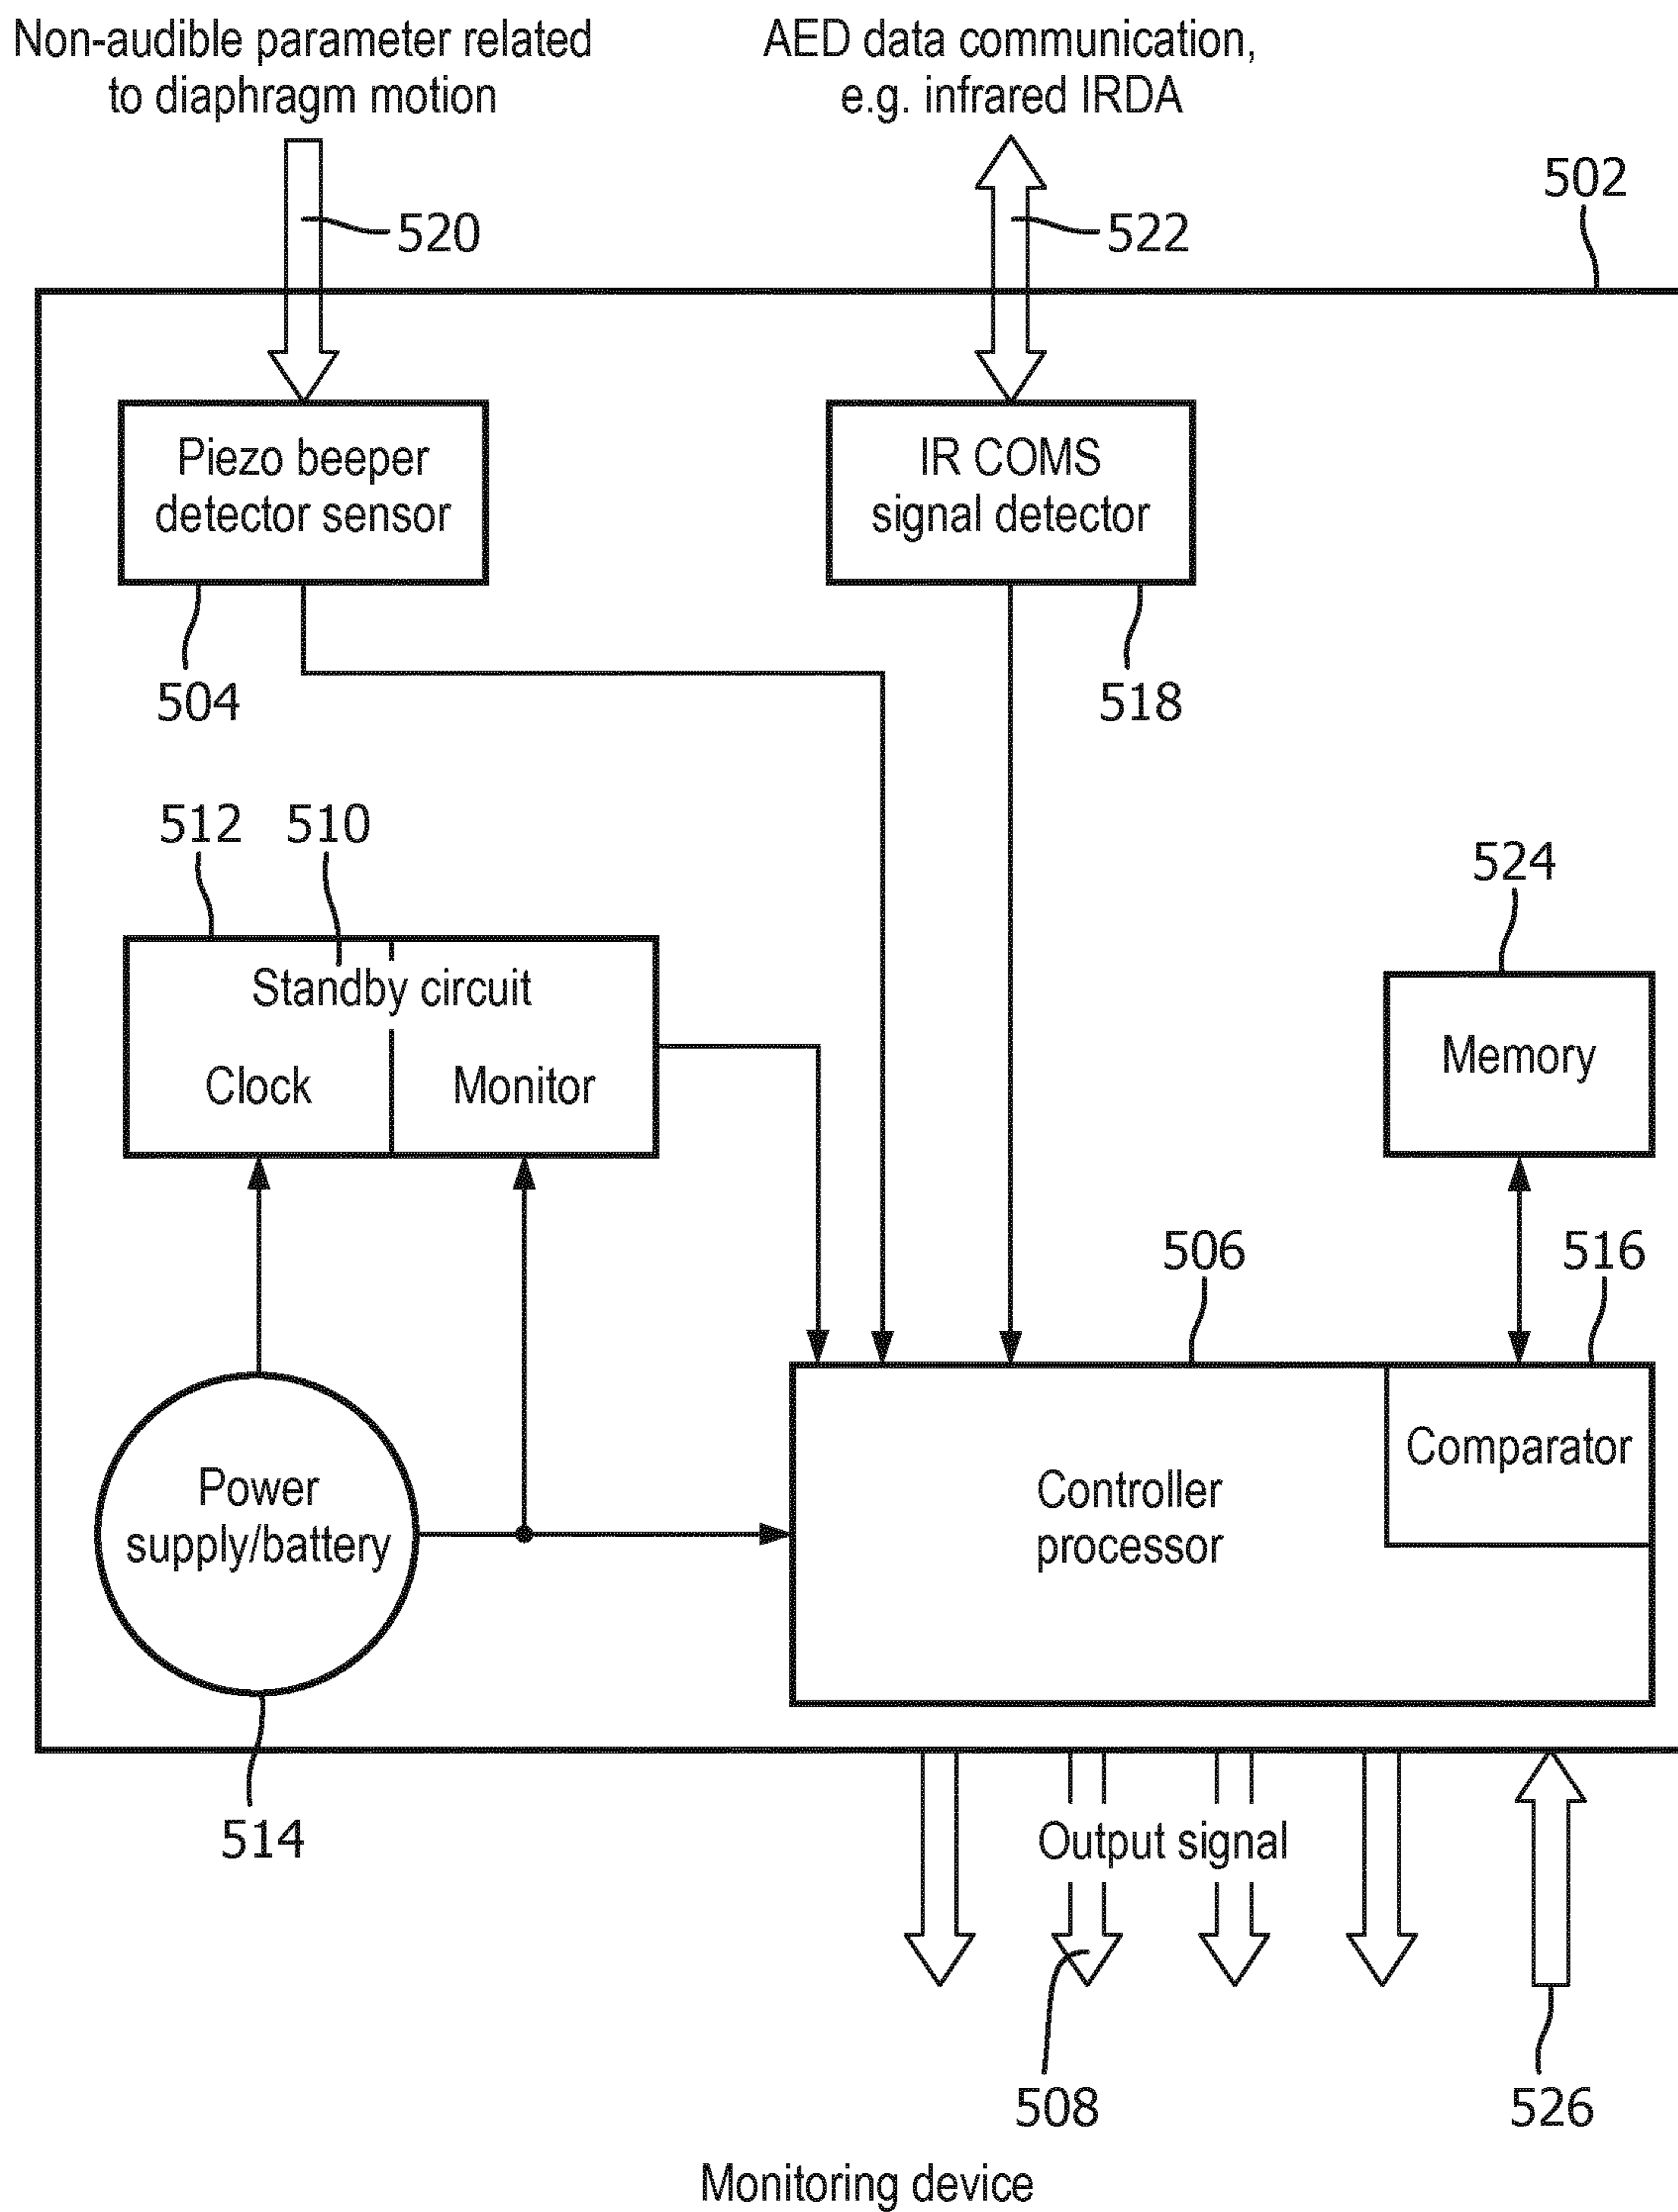 Non-audible parameter related
to diaphragm motion
AED data communication,
e.g. infrared IRDA
502
520
522
Piezo beeper
detector sensor
IR COMS
signal detector
504
518
512
510
524
Standby circuit
Clock
Monitor
Memory
506
516
Comparator
Power
supply/battery
Controller
processor
514
Output signal
508
526
Monitoring device